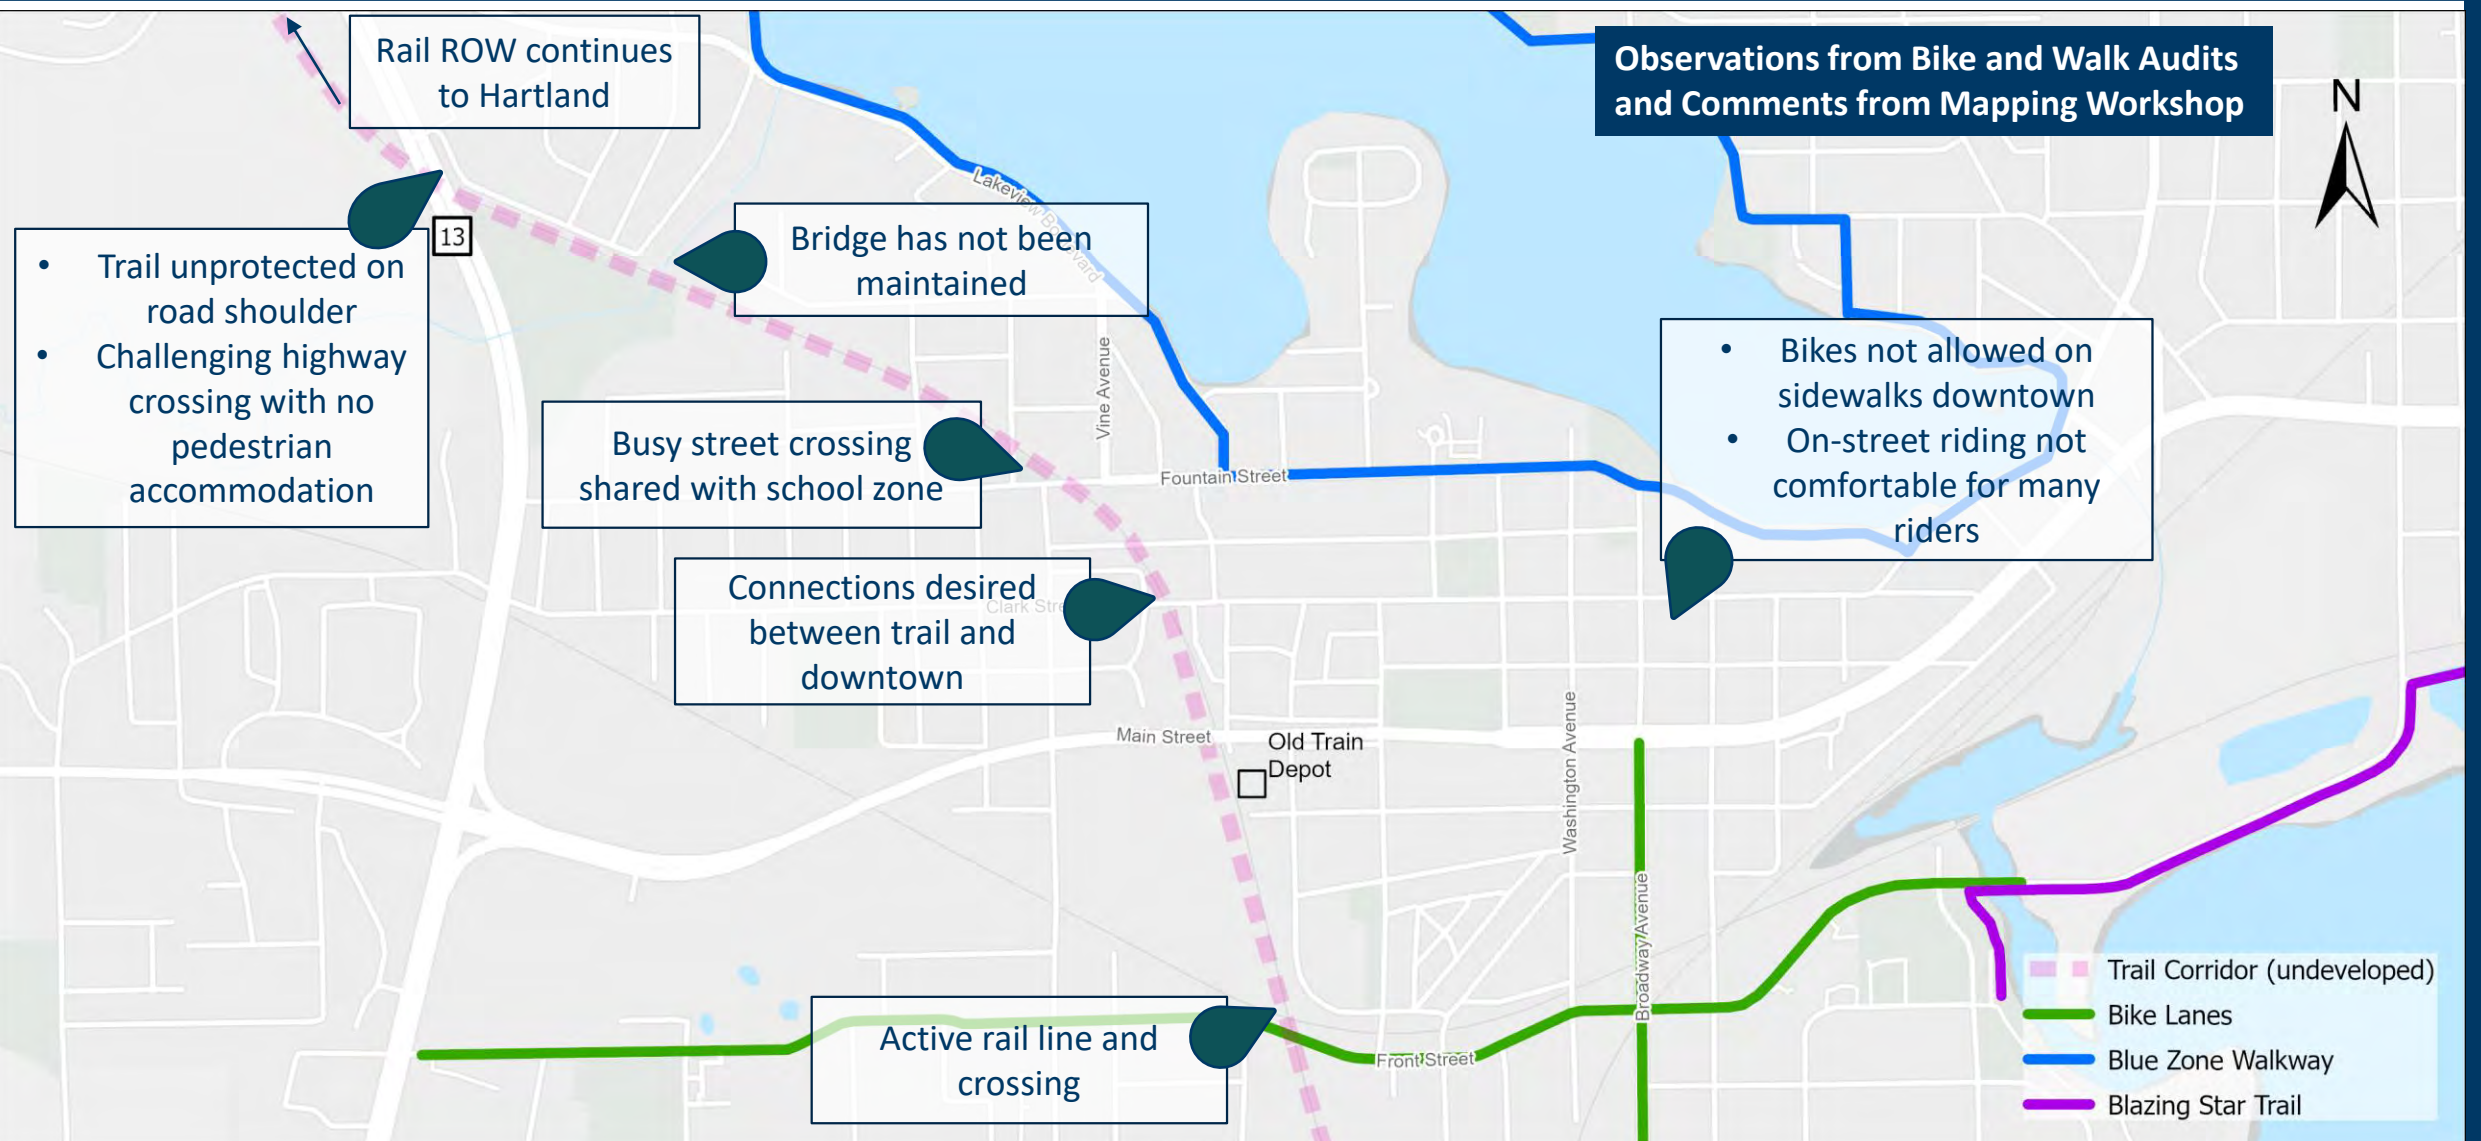 Rail ROW continues
to Hartland
Observations from Bike and Walk Audits
and Comments from Mapping Workshop
N
Lakeview Boulevard
13
Bridge has not been
maintained
• Trail unprotected on
road shoulder
• Challenging highway
crossing with no
pedestrian
accommodation
Vine Avenue
• Bikes not allowed on
sidewalks downtown
• On-street riding not
comfortable for many
riders
Busy street crossing
shared with school zone
Fountain Street
Connections desired
between trail and
downtown
Clark Stre
Main Street
Old Train
Depot
Washington Avenue
Broadway Avenue
Active rail line and
crossing
Front Street
Trail Corridor (undeveloped)
Bike Lanes
Blue Zone Walkway
Blazing Star Trail